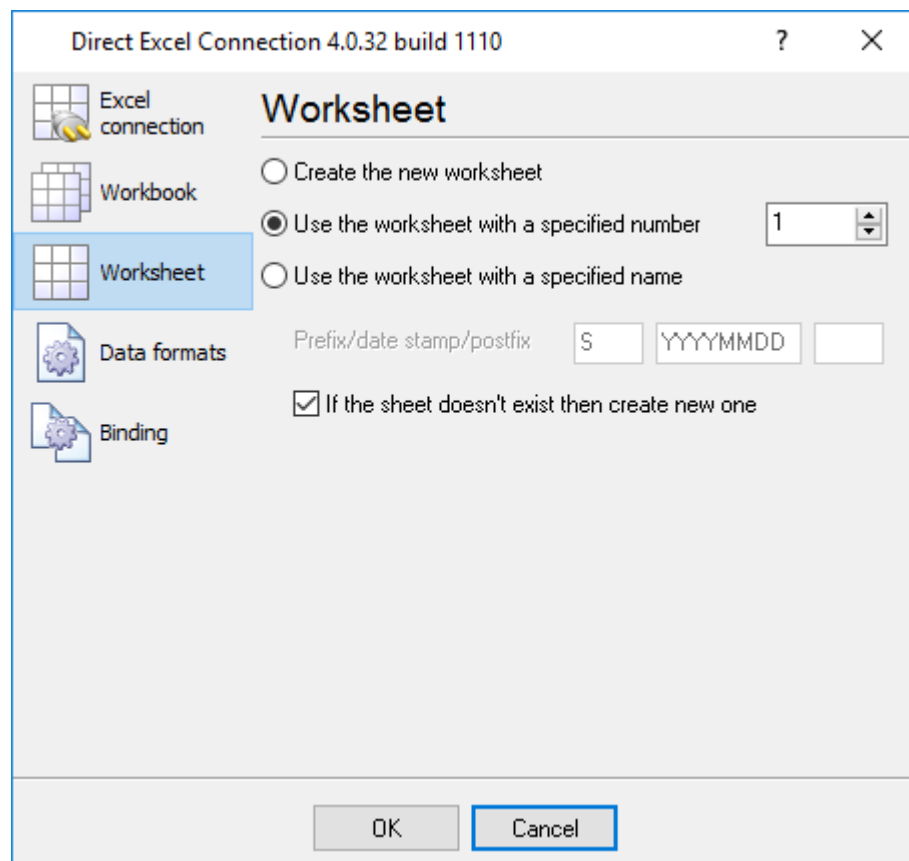 Direct Excel Connection 4.0.32 build 1110 ?
Excel
connection
Workbook
Worksheet
Data formats
Binding
Worksheet
Create the new worksheet
Use the worksheet with a specified number 1
Use the worksheet with a specified name
Prefix/date stamp/postfix S YYYYMMDD
If the sheet doesn't exist then create new one
OK Cancel